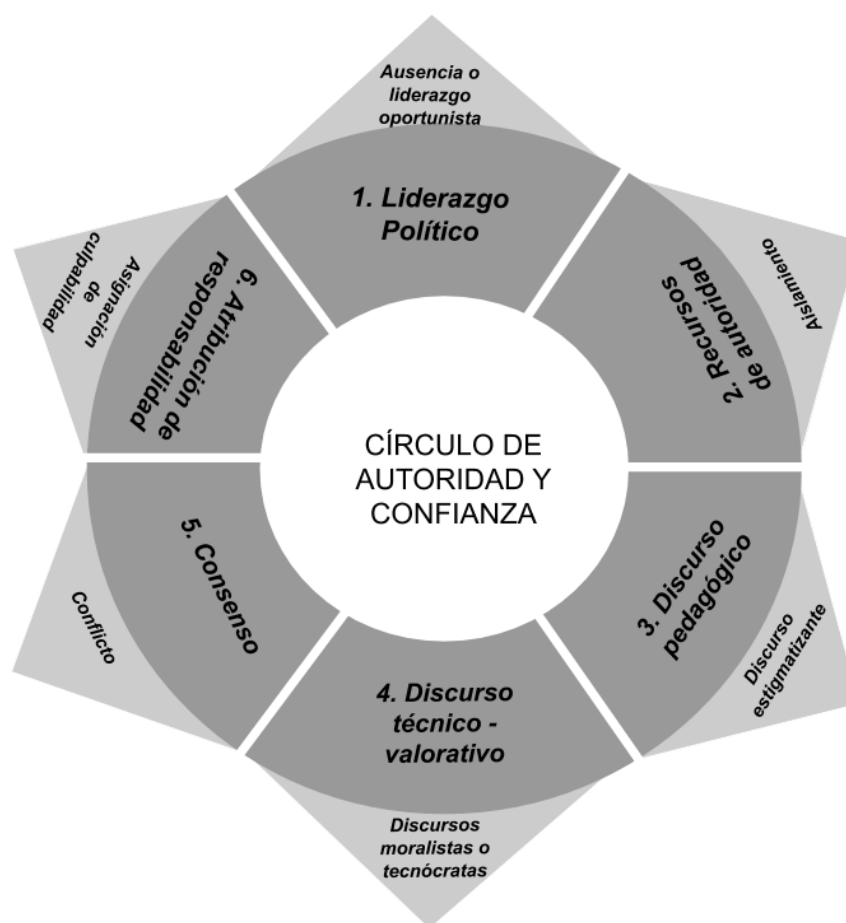 Ausencia o
liderazgo
oportunista
1. Liderazgo
Político
Aislamiento
2. Recursos
de autoridad
3. Discurso
pedagógico
Discurso
estigmatizante
4. Discurso
técnico -
valorativo
Discursos
moralistas o
tecnócratas
5. Consenso
Conflicto
6. Atribución de
responsabilidad
Asignación
de
culpabilidad
CÍRCULO DE
AUTORIDAD Y
CONFIANZA